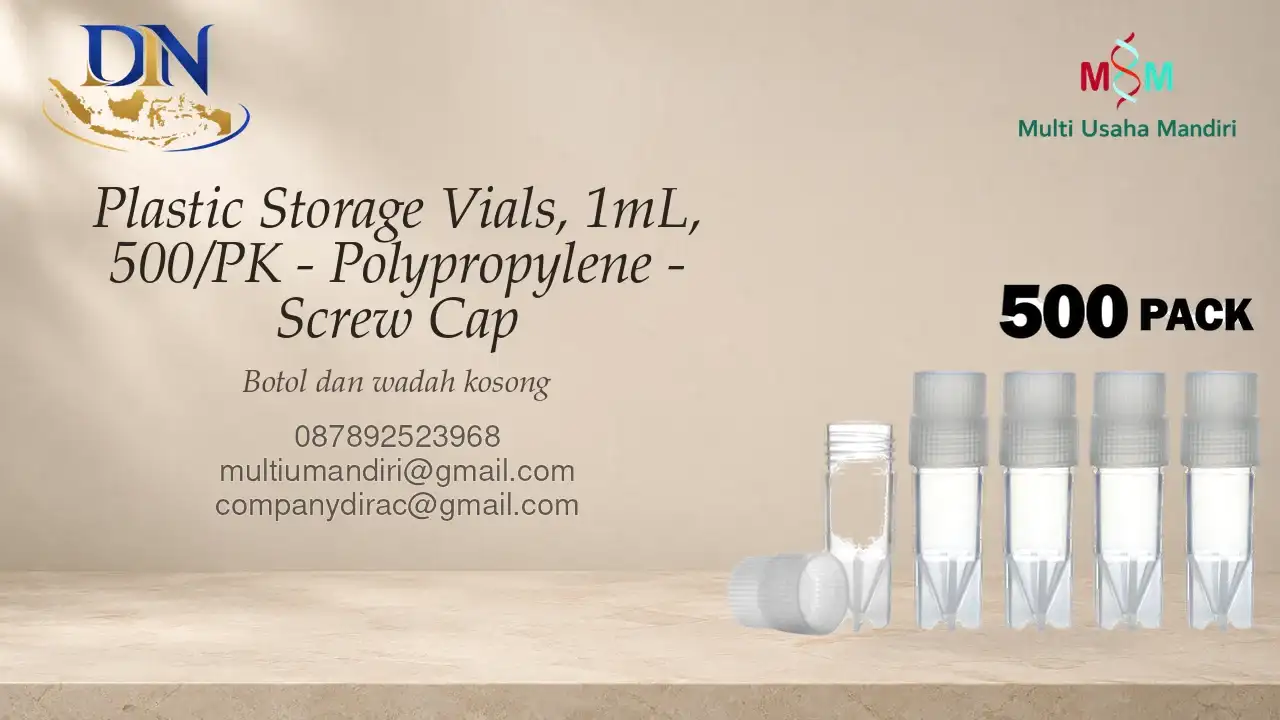 DN
MSM
Multi Usaha Mandiri
Plastic Storage Vials, 1mL,
500/PK - Polypropylene -
Screw Cap
Botol dan wadah kosong
087892523968
multiumandiri@gmail.com
companydirac@gmail.com
500 PACK